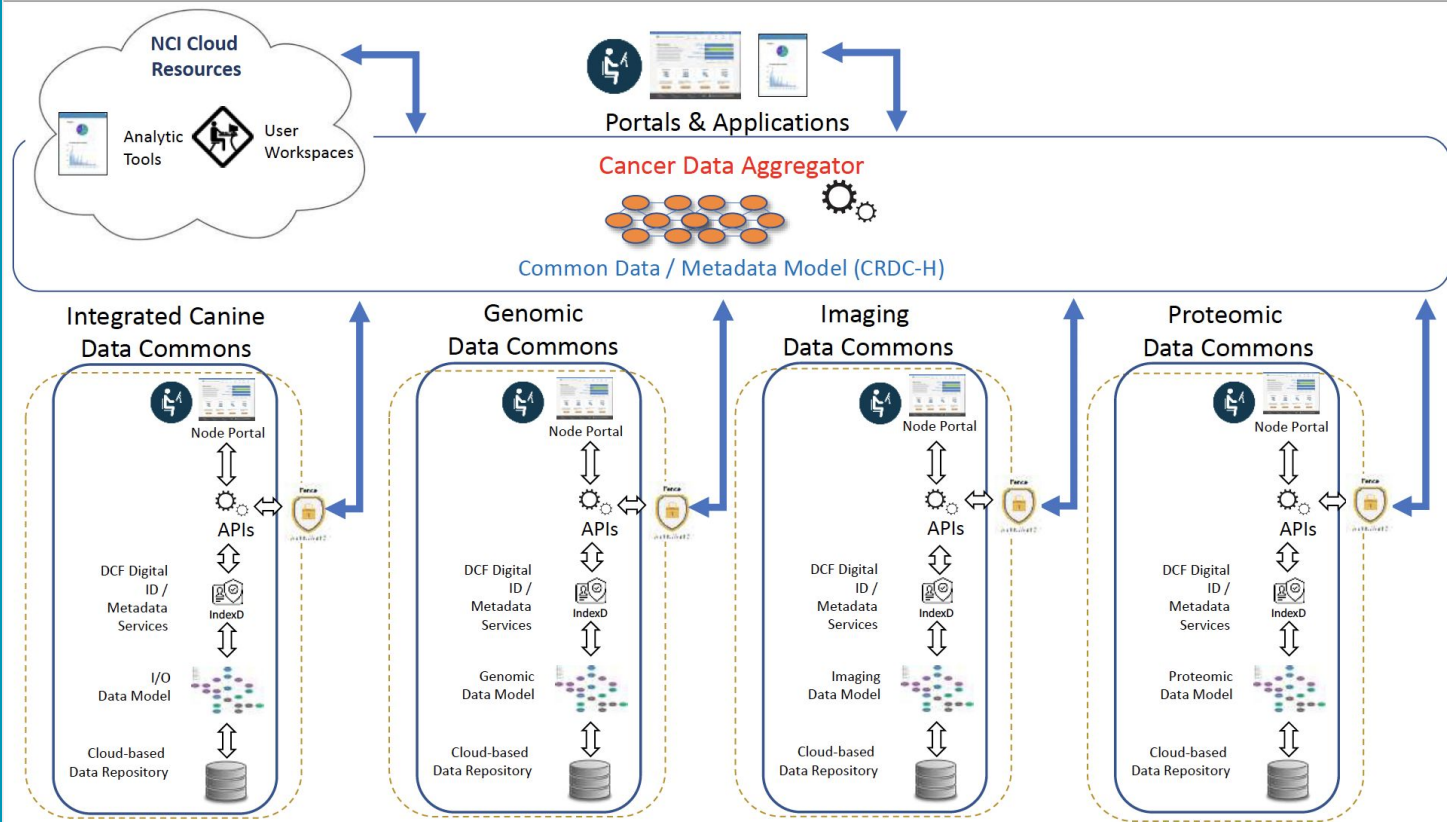 NCI Cloud
Resources
Analytic
Tools
User
Workspaces
Portals & Applications
Cancer Data Aggregator
Common Data / Metadata Model (CRDC-H)
Integrated Canine
Data Commons
Node Portal
Fence
APIs
DCF Digital
ID /
Metadata
Services
IndexD
I/O
Data Model
Cloud-based
Data Repository
Genomic
Data Commons
Node Portal
Fence
APIs
DCF Digital
ID /
Metadata
Services
IndexD
Genomic
Data Model
Cloud-based
Data Repository
Imaging
Data Commons
Node Portal
Fence
APIs
DCF Digital
ID /
Metadata
Services
IndexD
Imaging
Data Model
Cloud-based
Data Repository
Proteomic
Data Commons
Node Portal
Fence
APIs
DCF Digital
ID /
Metadata
Services
IndexD
Proteomic
Data Model
Cloud-based
Data Repository